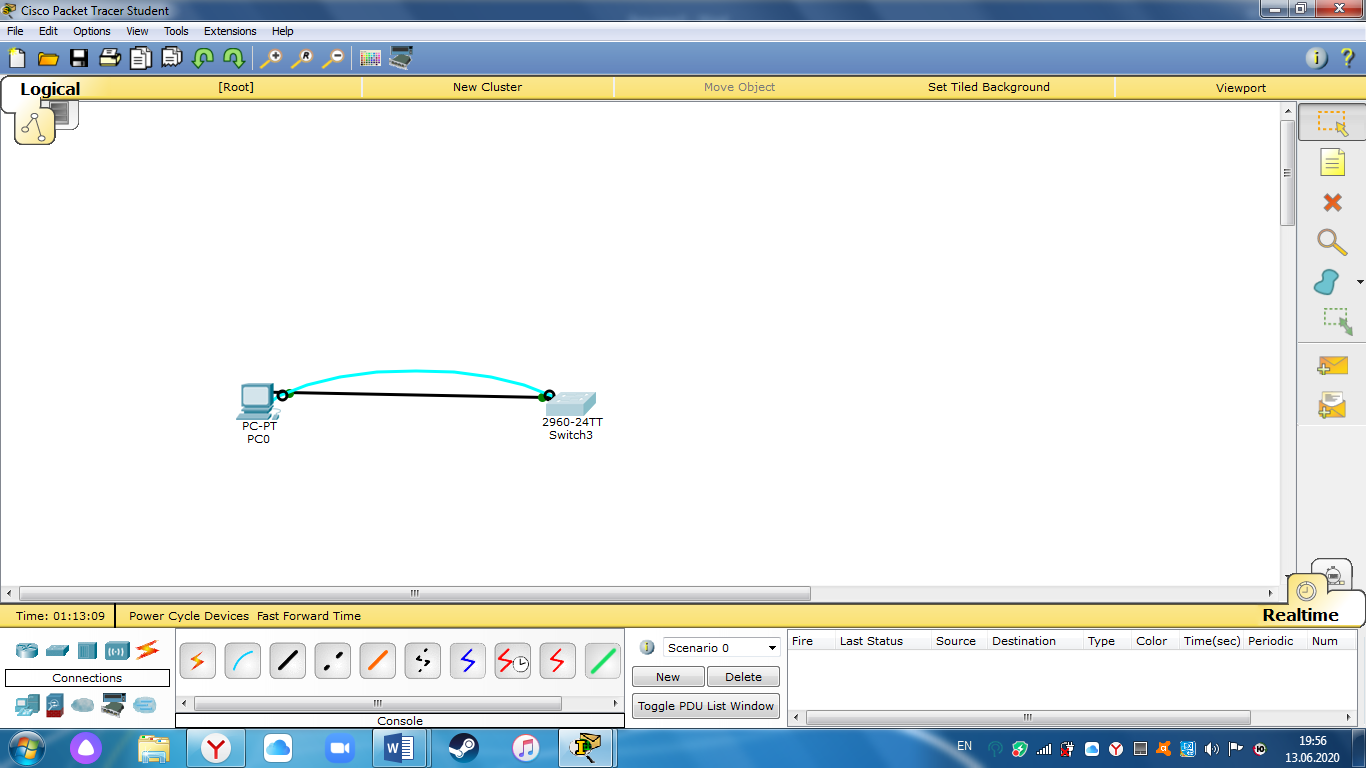 Cisco Packet Tracer Student
File Edit Options View Tools Extensions Help
Logical [Root] New Cluster Move Object Set Tiled Background Viewport
PC-PT
PC0
2960-24TT
Switch3
Time: 01:13:09 Power Cycle Devices Fast Forward Time
Realtime
Connections
Console
Scenario 0
New Delete
Toggle PDU List Window
Fire Last Status Source Destination Type Color Time(sec) Periodic Num
EN
19:56
13.06.2020